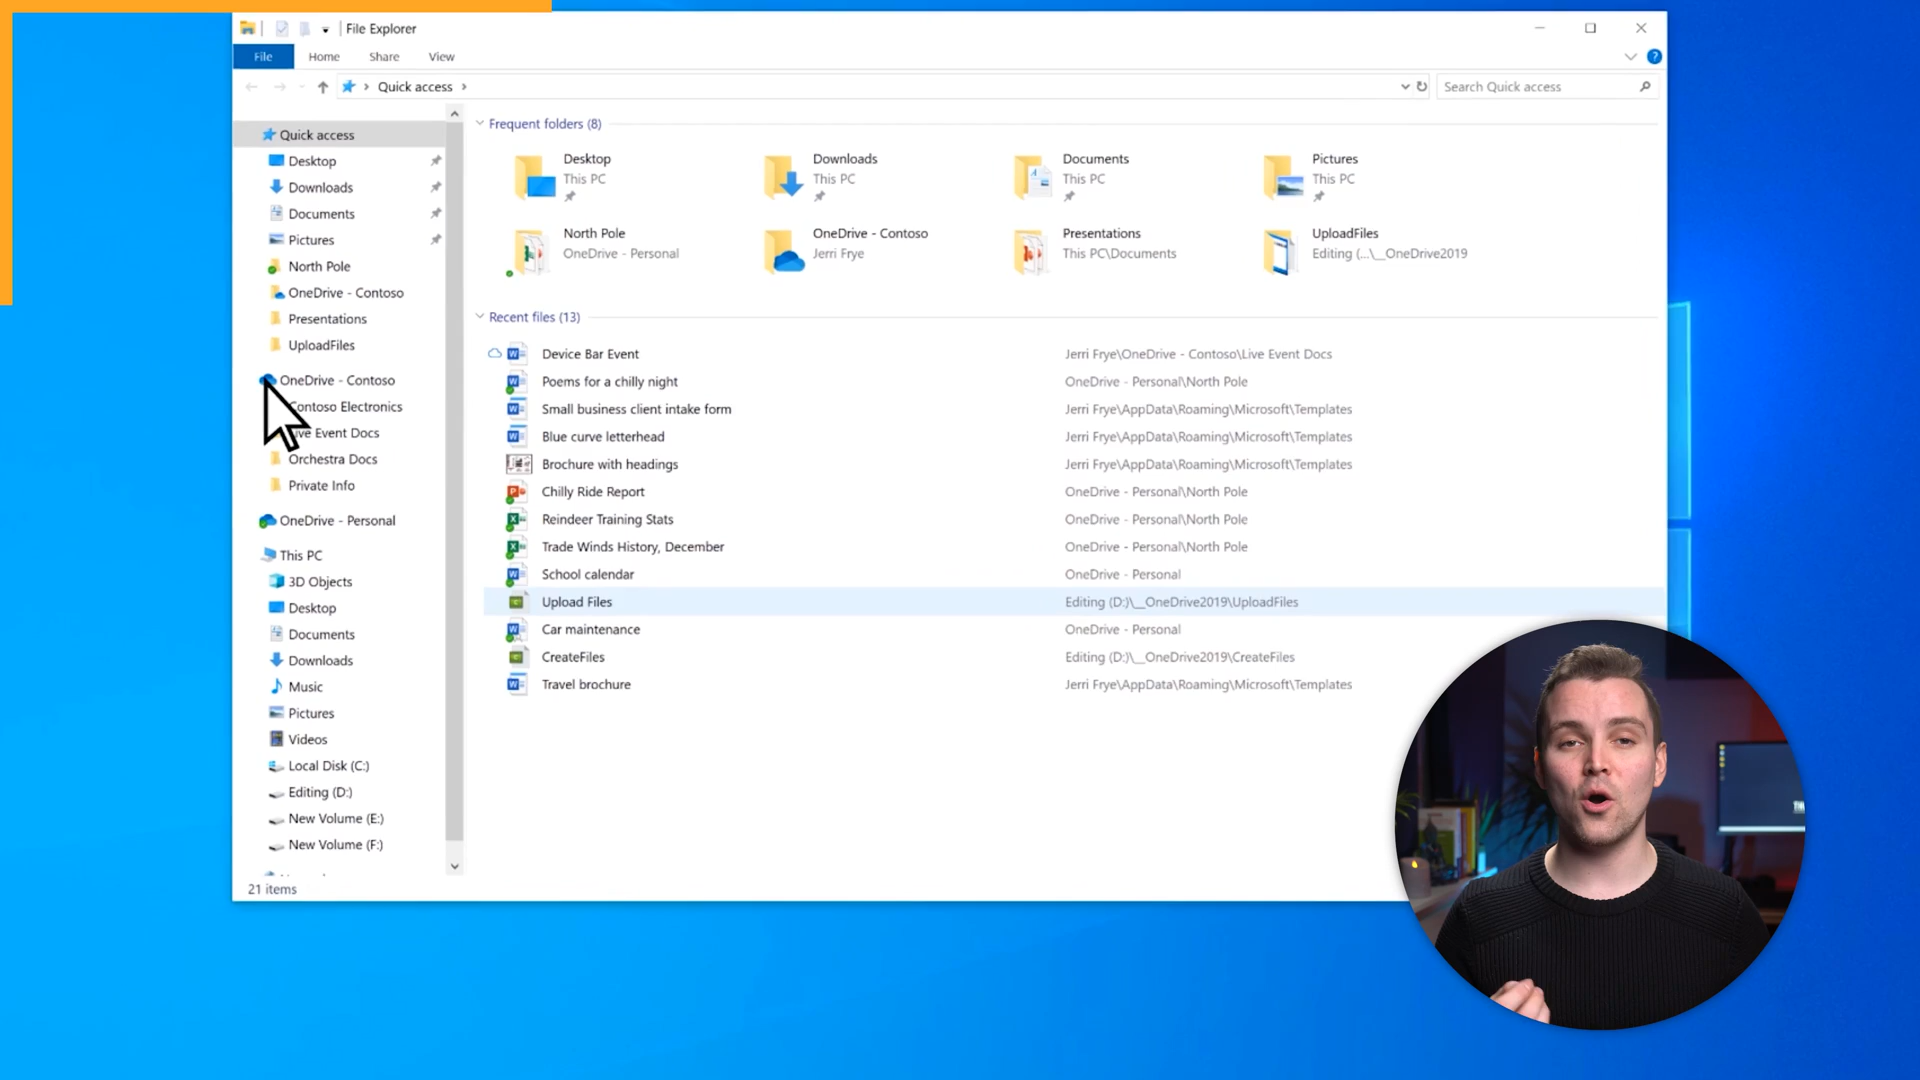 File Explorer
File Home Share View
Quick access
Search Quick access
Quick access
Desktop
Downloads
Documents
Pictures
North Pole
OneDrive - Contoso
Presentations
UploadFiles
OneDrive - Contoso
Contoso Electronics
Event Docs
Orchestra Docs
Private Info
OneDrive - Personal
This PC
3D Objects
Desktop
Documents
Downloads
Music
Pictures
Videos
Local Disk (C:)
Editing (D:)
New Volume (E:)
New Volume (F:)
21 items
Frequent folders (8)
Desktop
This PC
Downloads
This PC
Documents
This PC
Pictures
This PC
North Pole
OneDrive - Personal
OneDrive - Contoso
Jerri Frye
Presentations
This PC\Documents
UploadFiles
Editing (...\__OneDrive2019
Recent files (13)
Device Bar Event Jerri Frye\OneDrive - Contoso\Live Event Docs
Poems for a chilly night OneDrive - Personal\North Pole
Small business client intake form Jerri Frye\AppData\Roaming\Microsoft\Templates
Blue curve letterhead Jerri Frye\AppData\Roaming\Microsoft\Templates
Brochure with headings Jerri Frye\AppData\Roaming\Microsoft\Templates
Chilly Ride Report OneDrive - Personal\North Pole
Reindeer Training Stats OneDrive - Personal\North Pole
Trade Winds History, December OneDrive - Personal\North Pole
School calendar OneDrive - Personal
Upload Files Editing (D:)\__OneDrive2019\UploadFiles
Car maintenance OneDrive - Personal
CreateFiles Editing (D:)\__OneDrive2019\CreateFiles
Travel brochure Jerri Frye\AppData\Roaming\Microsoft\Templates